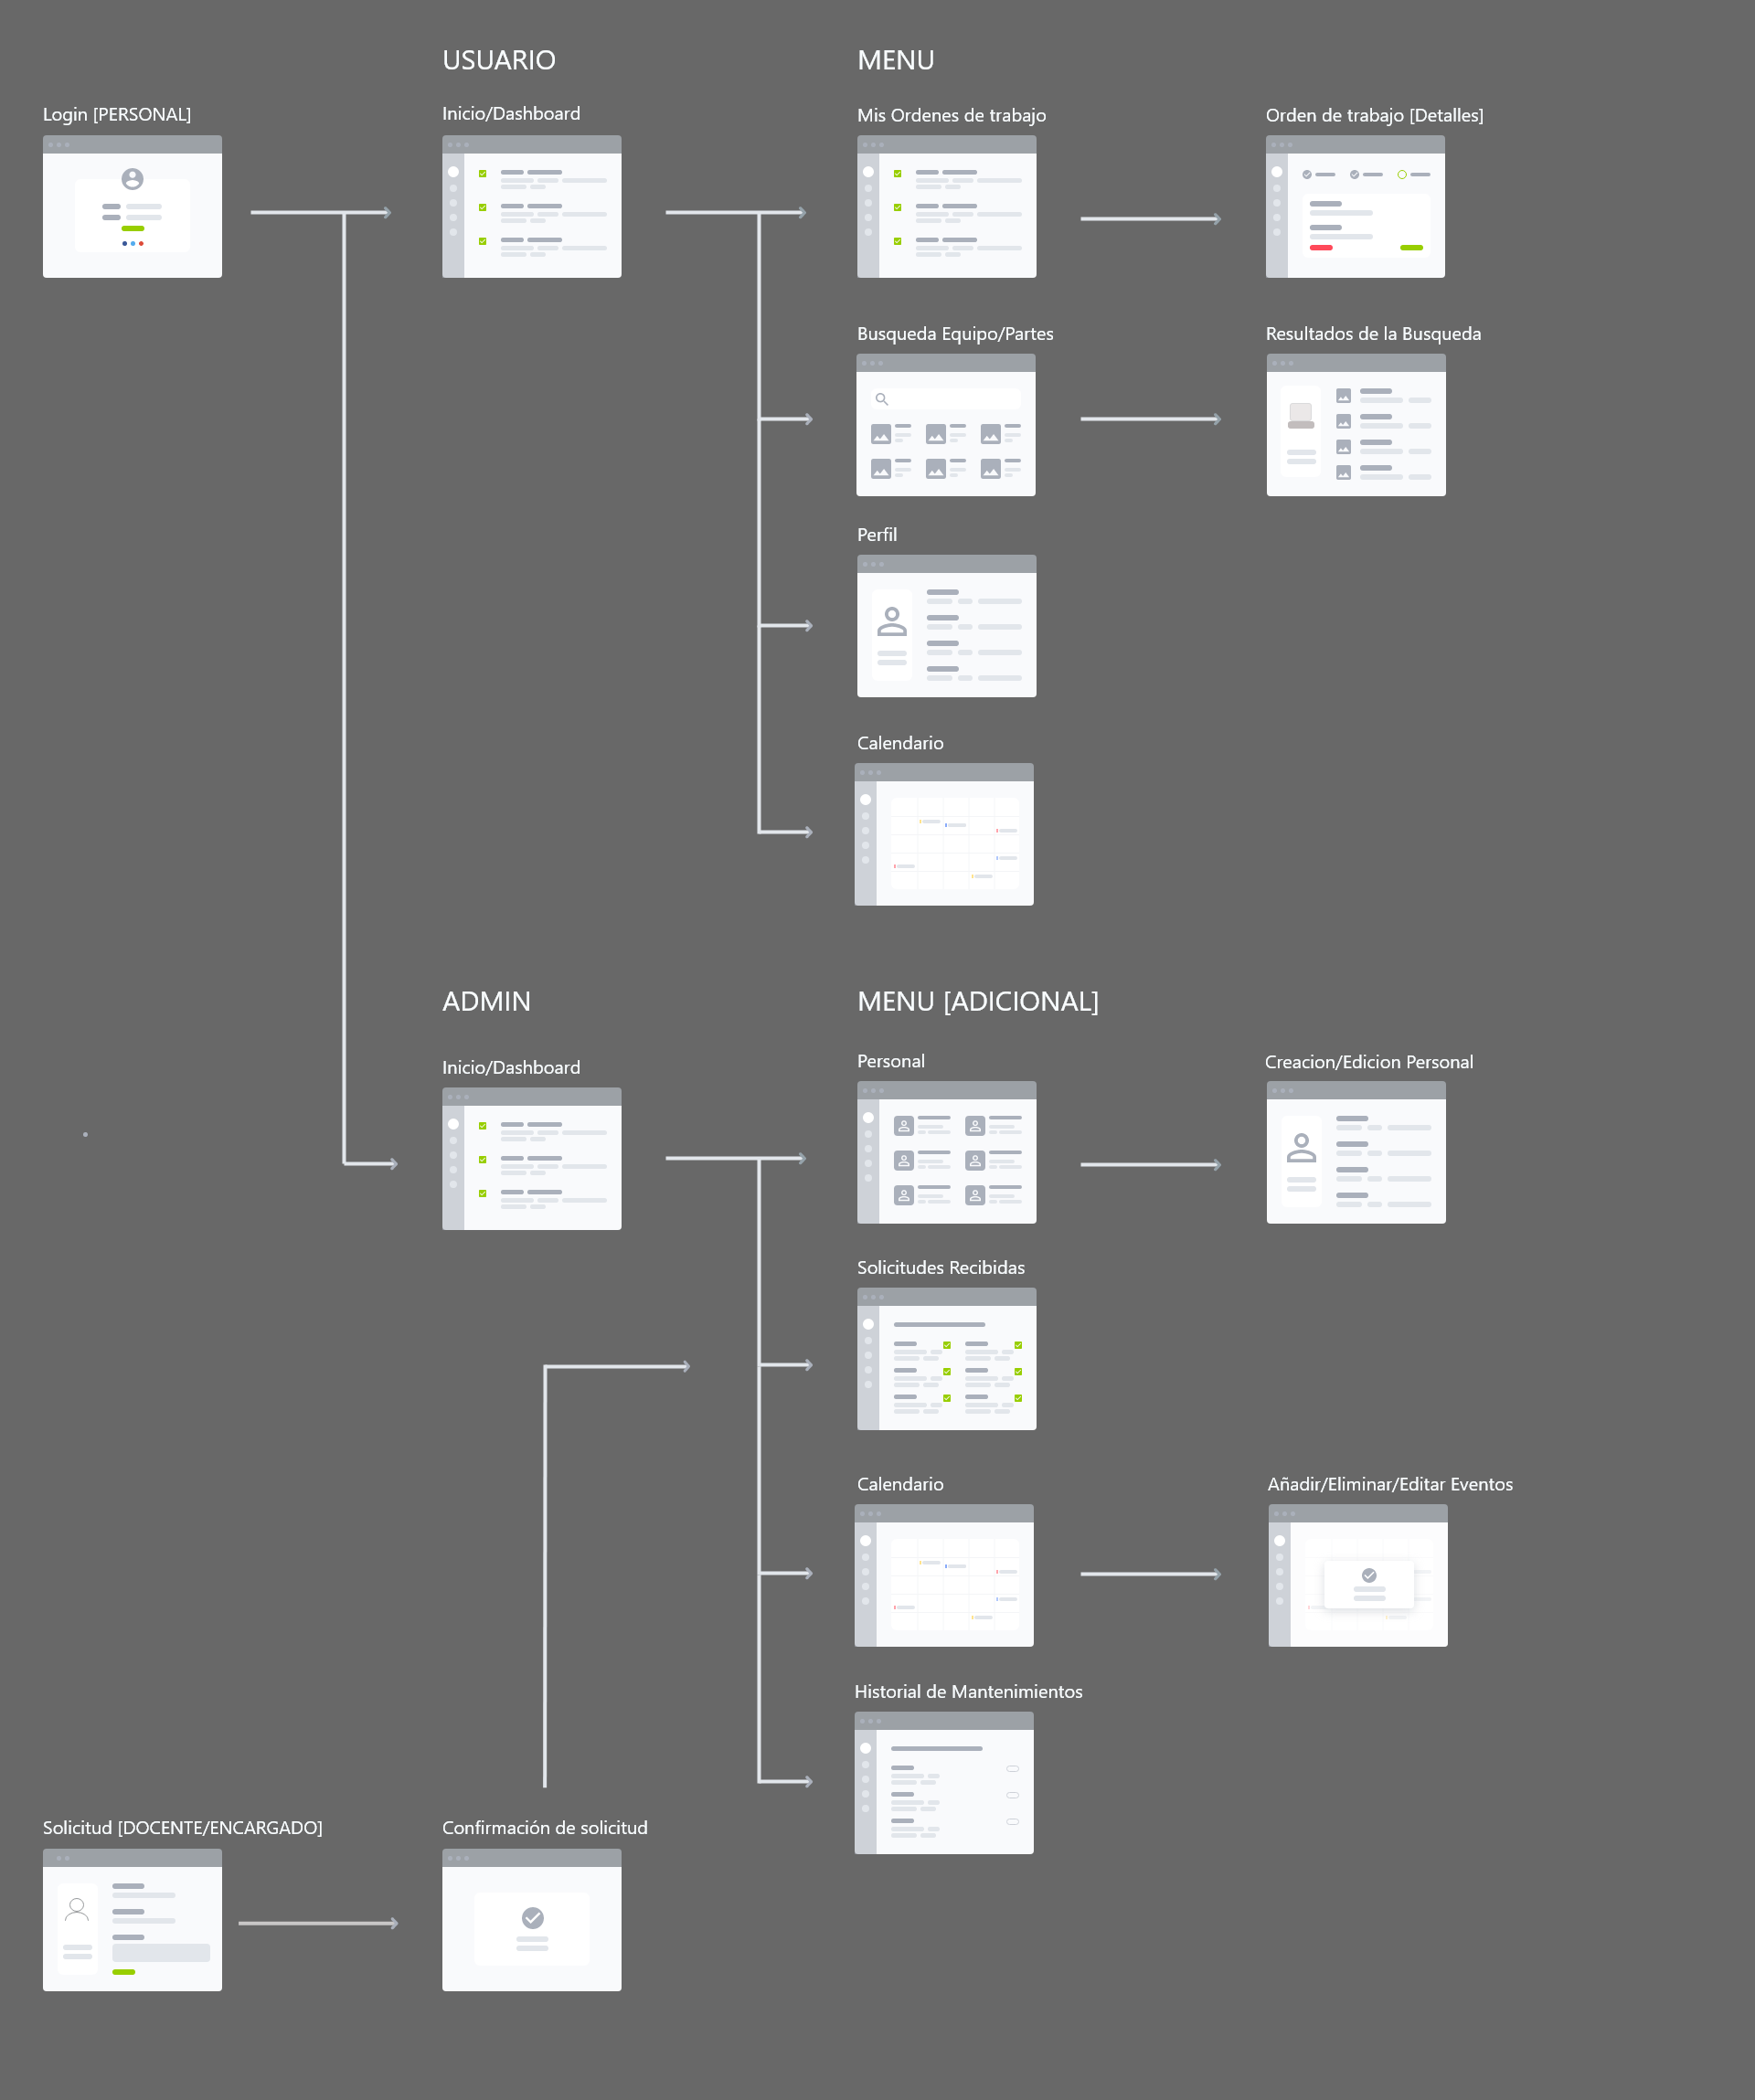 USUARIO
MENU
Login [PERSONAL]
Inicio/Dashboard
Mis Ordenes de trabajo
Orden de trabajo [Detalles]
Busqueda Equipo/Partes
Resultados de la Busqueda
Perfil
Calendario
ADMIN
MENU [ADICIONAL]
Inicio/Dashboard
Personal
Creacion/Edicion Personal
Solicitudes Recibidas
Calendario
Añadir/Eliminar/Editar Eventos
Historial de Mantenimientos
Solicitud [DOCENTE/ENCARGADO]
Confirmación de solicitud